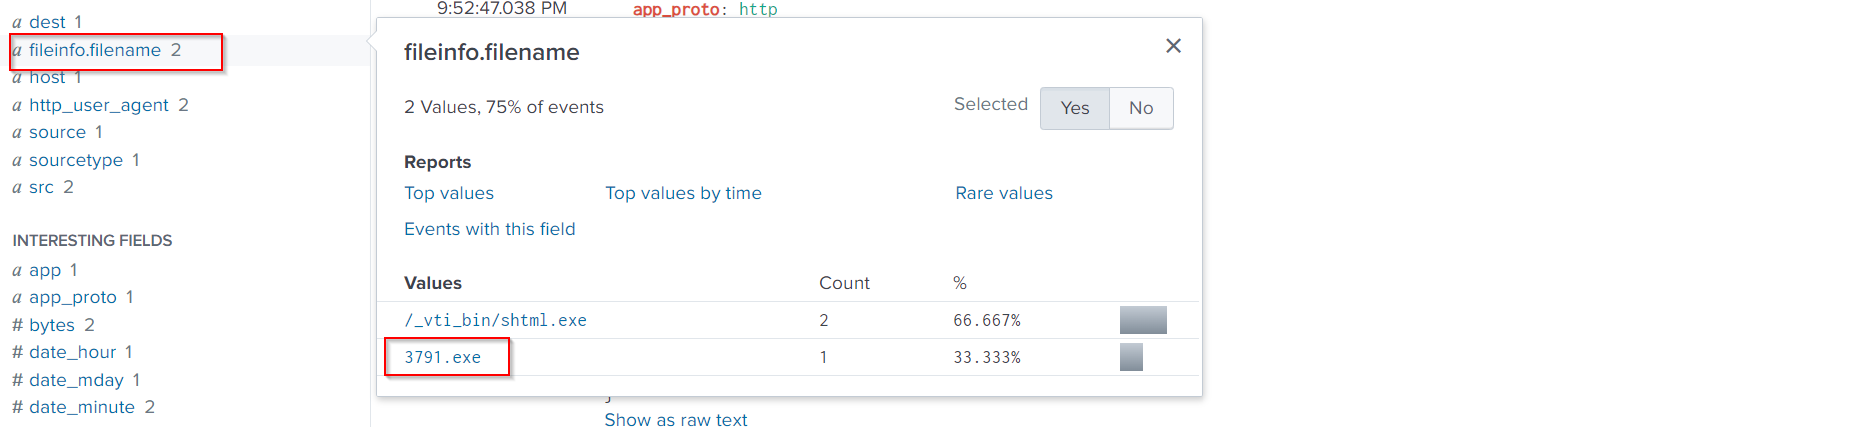 a dest 1
a fileinfo.filename 2
a host 1
a http_user_agent 2
a source 1
a sourcetype 1
a src 2
INTERESTING FIELDS
a app 1
a app_proto 1
# bytes 2
# date_hour 1
# date_mday 1
# date_minute 2
9:52:47.038 PM
app_proto: http
fileinfo.filename
2 Values, 75% of events
Selected Yes No
Reports
Top values Top values by time Rare values
Events with this field
Values Count %
/_vti_bin/shtml.exe 2 66.667%
3791.exe 1 33.333%
}
Show as raw text